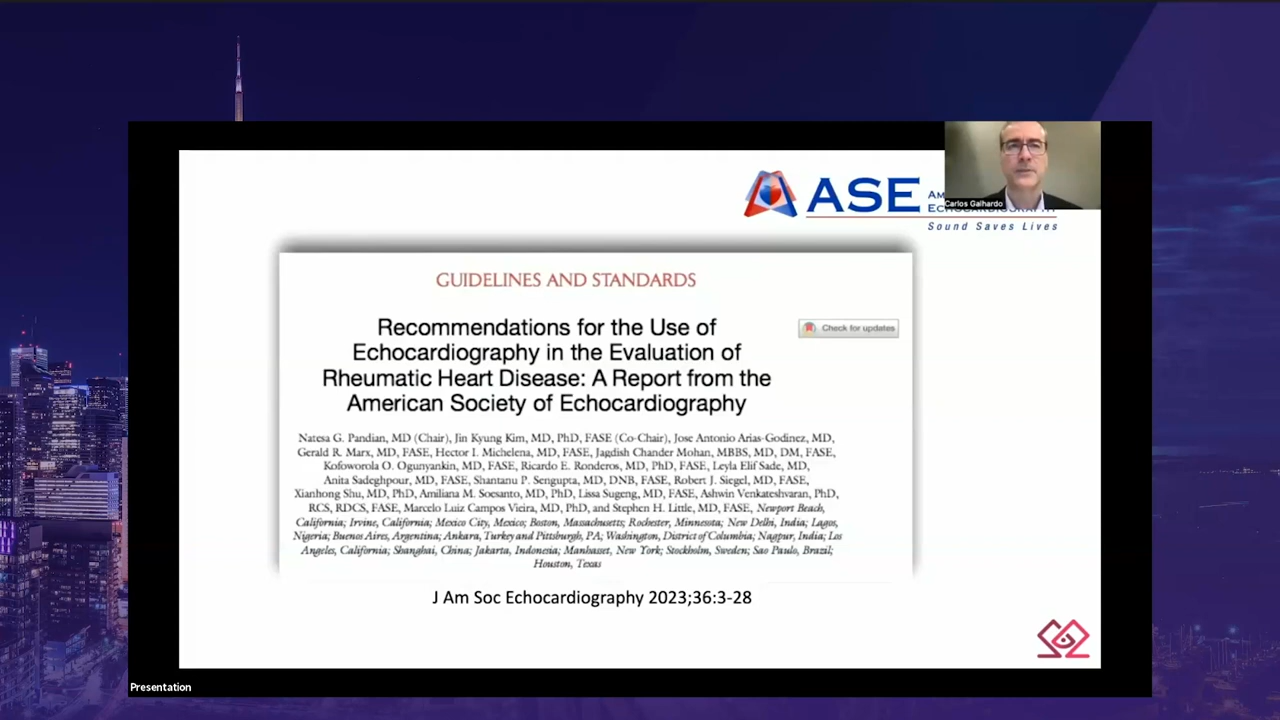 ASE
AM
ECHOCARDIOGRAPHY
Sound Saves Lives
Carlos Galhardo
GUIDELINES AND STANDARDS
Recommendations for the Use of
Echocardiography in the Evaluation of
Rheumatic Heart Disease: A Report from the
American Society of Echocardiography
Check for updates
Natesa G. Pandian, MD (Chair), Jin Kyung Kim, MD, PhD, FASE (Co-Chair), Jose Antonio Arias-Godinez, MD,
Gerald R. Marx, MD, FASE, Hector I. Michelena, MD, FASE, Jagdish Chander Mohan, MBBS, MD, DM, FASE,
Kofoworola O. Ogunyankin, MD, FASE, Ricardo E. Ronderos, MD, PhD, FASE, Leyla Elif Sade, MD,
Anita Sadeghpour, MD, FASE, Shantanu P. Sengupta, MD, DNB, FASE, Robert J. Siegel, MD, FASE,
Xianhong Shu, MD, PhD, Amiliana M. Soesanto, MD, PhD, Lissa Sugeng, MD, FASE, Ashwin Venkateshvaran, PhD,
RCS, RDCS, FASE, Marcelo Luiz Campos Vieira, MD, PhD, and Stephen H. Little, MD, FASE, Newport Beach,
California; Irvine, California; Mexico City, Mexico; Boston, Massachusetts; Rochester, Minnesota; New Delhi, India; Lagos,
Nigeria; Buenos Aires, Argentina; Ankara, Turkey and Pittsburgh, PA; Washington, District of Columbia; Nagpur, India; Los
Angeles, California; Shanghai, China; Jakarta, Indonesia; Manhasset, New York; Stockholm, Sweden; Sao Paulo, Brazil;
Houston, Texas
J Am Soc Echocardiography 2023;36:3-28
Presentation